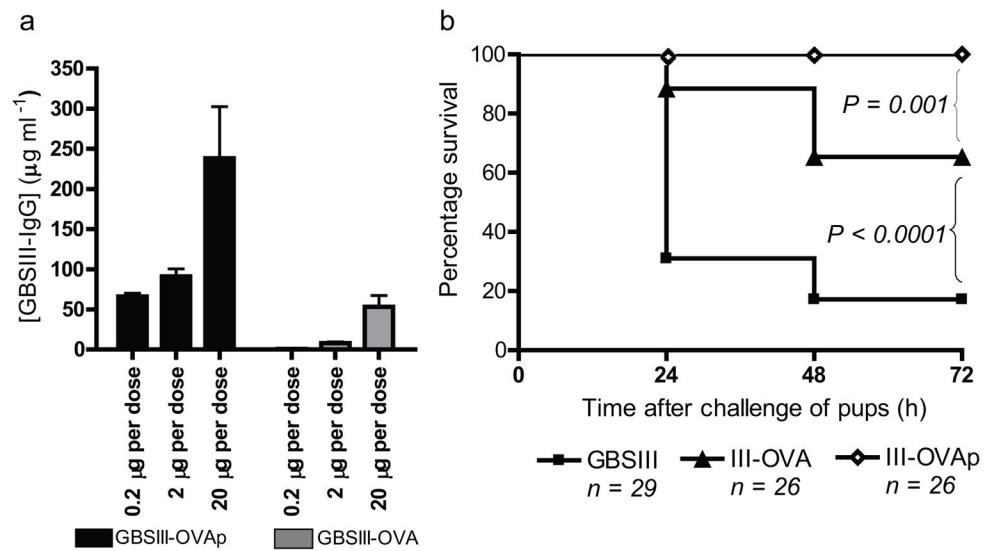 a
[GBSIII-IgG] (μg ml⁻¹)
350
300
250
200
150
100
50
0
0.2 μg per dose
2 μg per dose
20 μg per dose
0.2 μg per dose
2 μg per dose
20 μg per dose
GBSIII-OVAp
GBSIII-OVA
b
Percentage survival
100
80
60
40
20
0
P = 0.001
P < 0.0001
0 24 48 72
Time after challenge of pups (h)
GBSIII III-OVA III-OVAp
n = 29 n = 26 n = 26